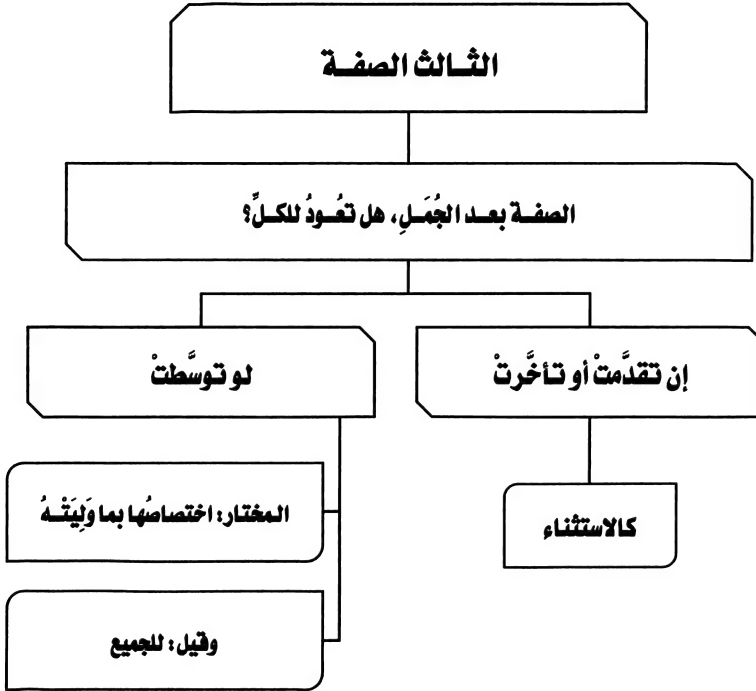 الثالث الصفة
الصفة بعد الجُمَلِ، هل تعُودُ للكلِّ؟
إن تقدَّمتْ أو تأخَّرتْ
لو توسَّطتْ
كالاستثناء
المختار: اختصاصُها بما وَلِيَتْهُ
وقيل: للجميع